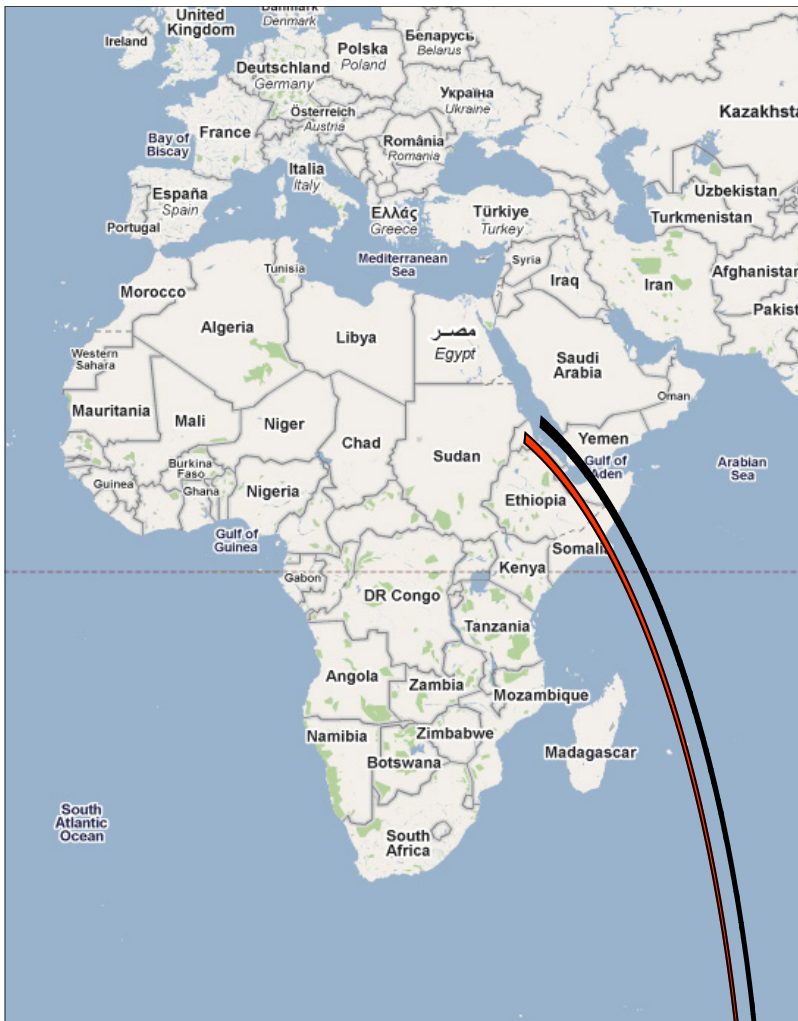 Danmark
Denmark
United
Kingdom
Ireland
Беларусь
Belarus
Polska
Poland
Deutschland
Germany
Україна
Ukraine
Österreich
Austria
Kazakhsta
France
Bay of
Biscay
România
Romania
Italia
Italy
Uzbekistan
España
Spain
Portugal
Ελλάς
Greece
Türkiye
Turkey
Turkmenistan
Mediterranean
Sea
Syria
Tunisia
Iraq
Iran
Afghanistan
Morocco
Pakist
Algeria
Libya
مصر
Egypt
Western
Sahara
Saudi
Arabia
Oman
Mauritania
Mali
Niger
Chad
Sudan
Yemen
Gulf of
Aden
Arabian
Sea
Burkina
Faso
Guinea
Ghana
Nigeria
Ethiopia
Gulf of
Guinea
Somalia
Gabon
Kenya
DR Congo
Tanzania
Angola
Zambia
Mozambique
Namibia
Zimbabwe
Botswana
Madagascar
South
Atlantic
Ocean
South
Africa